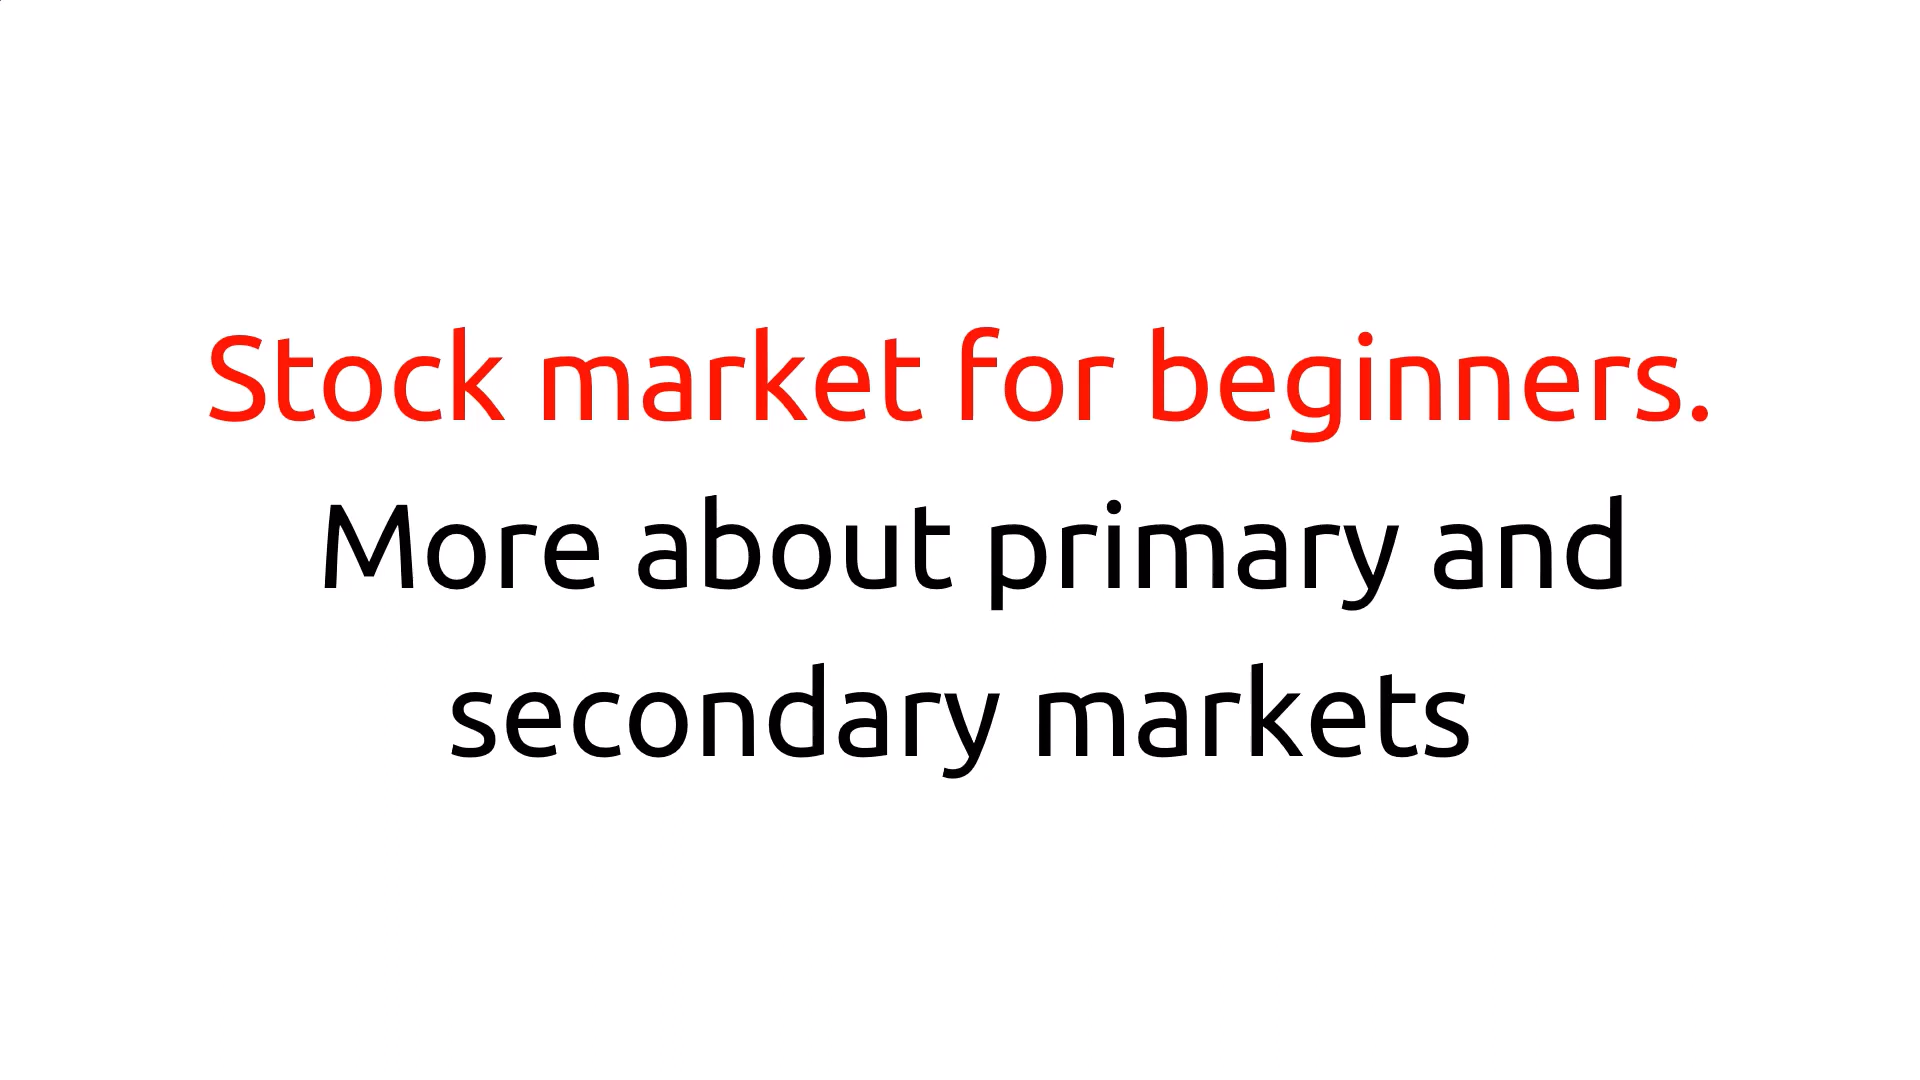 Stock market for beginners.
More about primary and
secondary markets